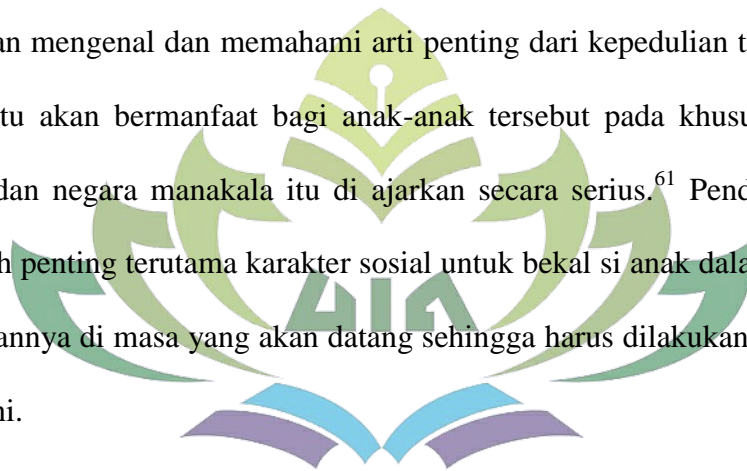 an mengenal dan memahami arti penting dari kepedulian t
tu akan bermanfaat bagi anak-anak tersebut pada khusu
dan negara manakala itu di ajarkan secara serius.61 Pend
h penting terutama karakter sosial untuk bekal si anak dala
annya di masa yang akan datang sehingga harus dilakukan
ni.
UIN